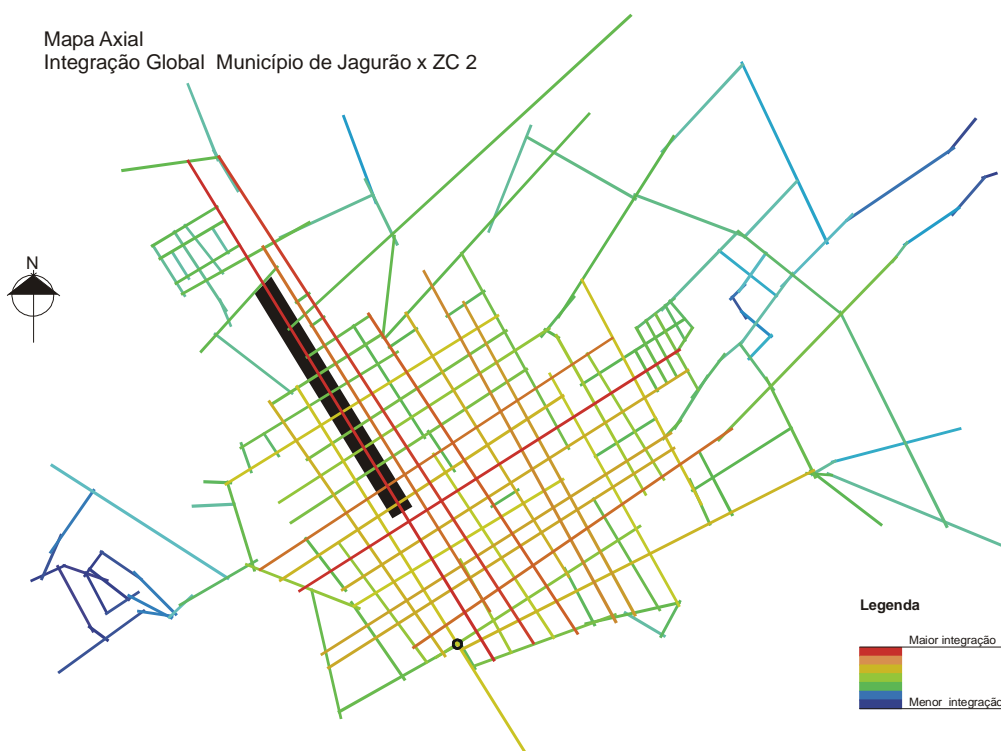 Mapa Axial
Integração Global Município de Jagurão x ZC 2
N
Legenda
Maior integração
Menor integração